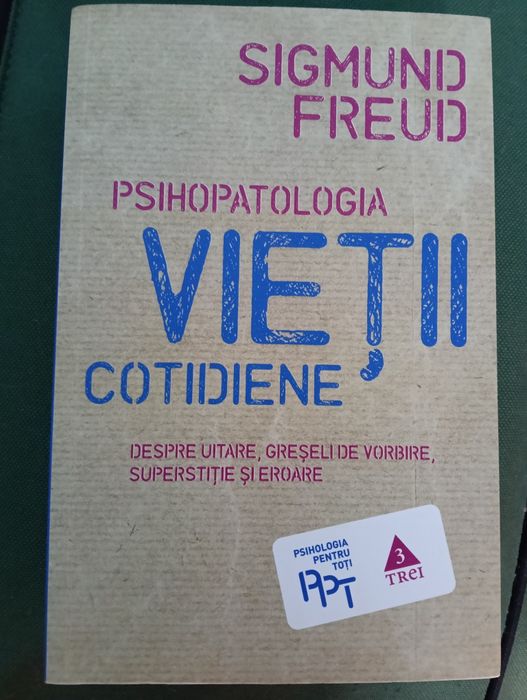 SIGMUND
FREUD
PSIHOPATOLOGIA
VIEȚII
COTIDIENE
DESPRE UITARE, GREȘELI DE VORBIRE,
SUPERSTIȚIE ȘI EROARE
PSIHOLOGIA
PENTRU
TOȚI
PPT
3
TREI